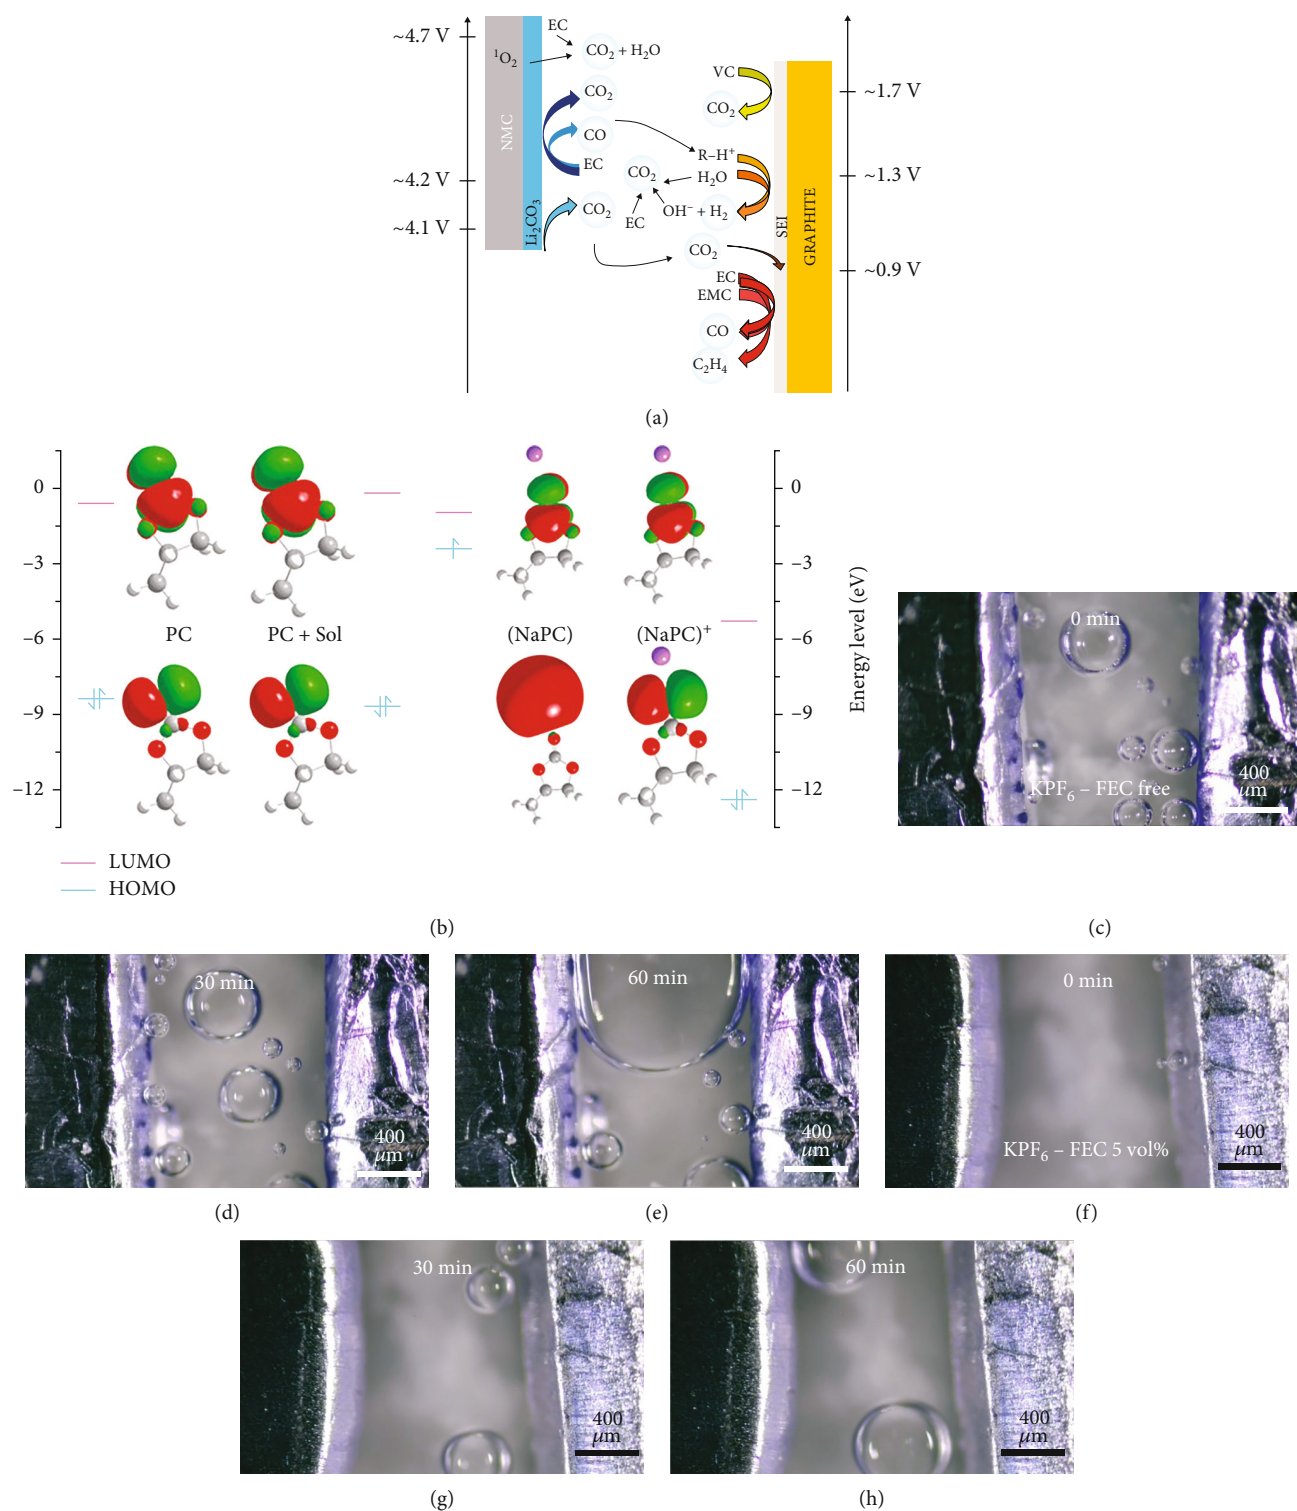 ~4.7 V
~4.2 V
~4.1 V
NMC
Li₂CO₃
EC
¹O₂
CO₂ + H₂O
CO₂
CO
EC
CO₂
CO₂
EC
VC
CO₂
R–H⁺
H₂O
OH⁻ + H₂
CO₂
EC
EMC
CO
C₂H₄
SEI
GRAPHITE
~1.7 V
~1.3 V
~0.9 V
(a)
0
−3
−6
−9
−12
PC
PC + Sol
(NaPC)
(NaPC)⁺
0
−3
−6
−9
−12
Energy level (eV)
LUMO
HOMO
(b)
0 min
KPF₆ – FEC free
400
μm
(c)
30 min
400
μm
(d)
60 min
400
μm
(e)
0 min
KPF₆ – FEC 5 vol%
400
μm
(f)
30 min
400
μm
(g)
60 min
400
μm
(h)